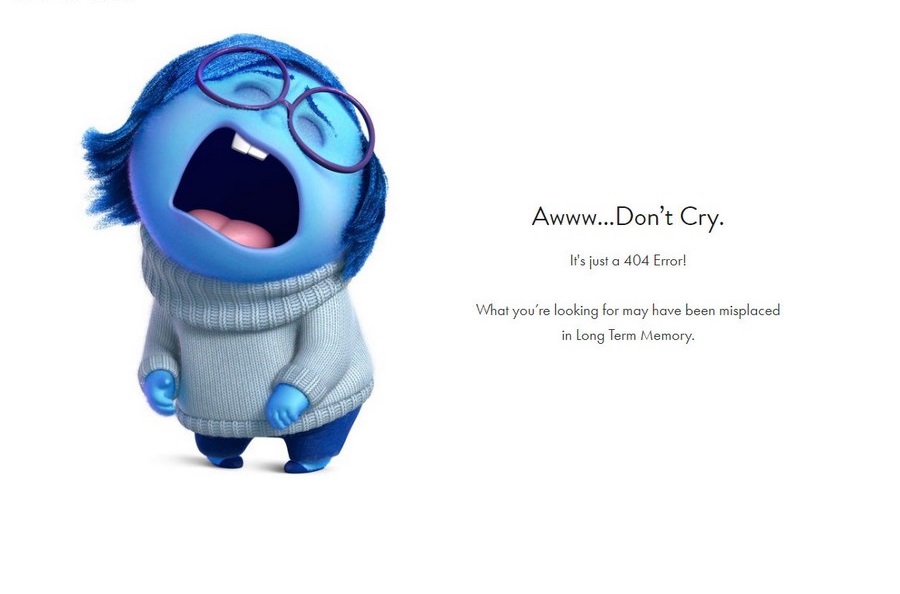 Awww...Don’t Cry.
It's just a 404 Error!
What you’re looking for may have been misplaced
in Long Term Memory.